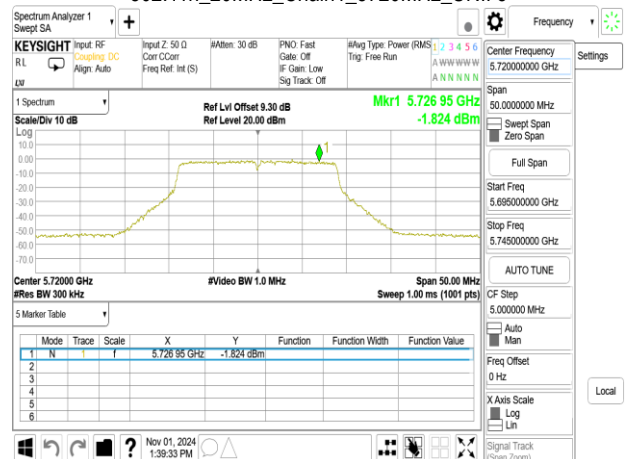 Spectrum Analyzer 1
Swept SA
Frequency
Settings
KEYSIGHT
RL
LXI
Input: RF
Coupling: DC
Align: Auto
Input Z: 50 Ω
Corr CCorr
Freq Ref: Int (S)
#Atten: 30 dB
PNO: Fast
Gate: Off
IF Gain: Low
Sig Track: Off
#Avg Type: Power (RMS
Trig: Free Run
1 2 3 4 5 6
A W W W W W
A N N N N N
1 Spectrum
Scale/Div 10 dB
Log
Ref Lvl Offset 9.30 dB
Ref Level 20.00 dBm
Mkr1 5.726 95 GHz
-1.824 dBm
10.0
0.00
-10.0
-20.0
-30.0
-40.0
-50.0
-60.0
-70.0
1
Center 5.72000 GHz
#Res BW 300 kHz
#Video BW 1.0 MHz
Span 50.00 MHz
Sweep 1.00 ms (1001 pts)
5 Marker Table
Mode Trace Scale X Y Function Function Width Function Value
1 N 1 f 5.726 95 GHz -1.824 dBm
2
3
4
5
6
Nov 01, 2024
1:39:33 PM
Center Frequency
5.720000000 GHz
Span
50.0000000 MHz
Swept Span
Zero Span
Full Span
Start Freq
5.695000000 GHz
Stop Freq
5.745000000 GHz
AUTO TUNE
CF Step
5.000000 MHz
Auto
Man
Freq Offset
0 Hz
X Axis Scale
Log
Lin
Signal Track
(Span Zoom)
Local